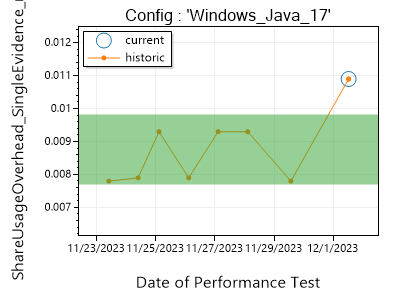 Config : 'Windows_Java_17'
current
historic
0.012
0.011
0.01
0.009
0.008
0.007
11/23/2023 11/25/2023 11/27/2023 11/29/2023 12/1/2023
Date of Performance Test
ShareUsageOverhead_SingleEvidence_